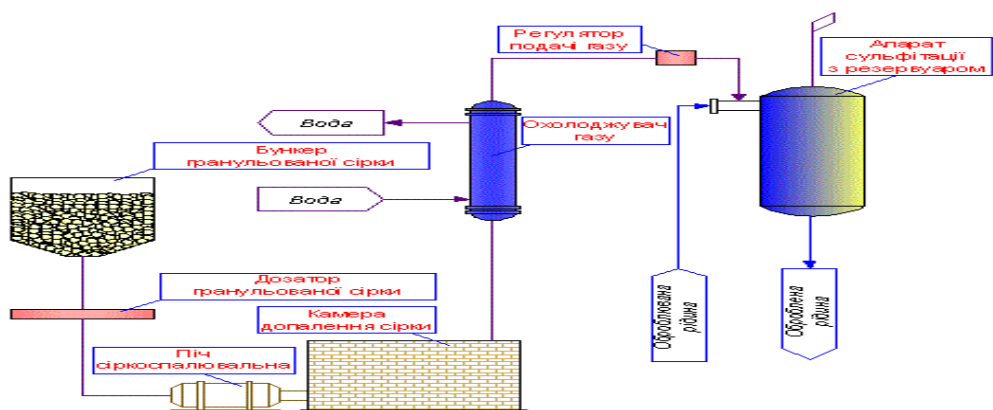 Регулятор
подачі газу
Апарат
сульфітації
з резервуаром
Вода
Охолоджувач
газу
Бункер
гранульованої сірки
Вода
Дозатор
гранульованої сірки
Камера
допалення сірки
Піч
сіркоспалювальна
Оброблювана
рідина
Оброблена
рідина